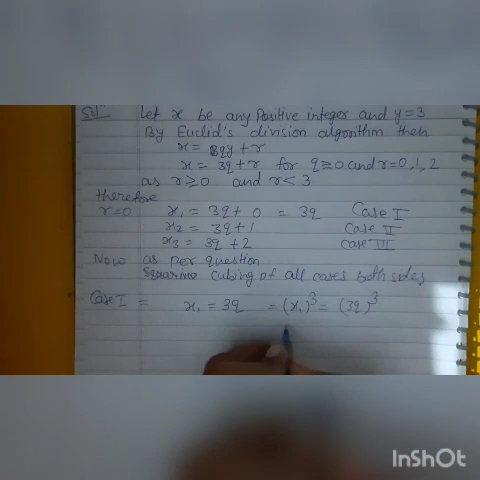 Sol. Let x be any Positive integer and y=3
By Euclid's division algorithm then
x= qy+r
x= 3q+r for q≥0 and r=0,1,2
as r≥0 and r<3
therefore
r=0 x₁ = 3q+ 0 = 3q Case I
x₂ = 3q+1 Case II
x₃ = 3q+2 Case III
Now as per question
cubing of all cases both sides
Case I = x₁ = 3q = (x₁)³ = (3q)³
InShOt